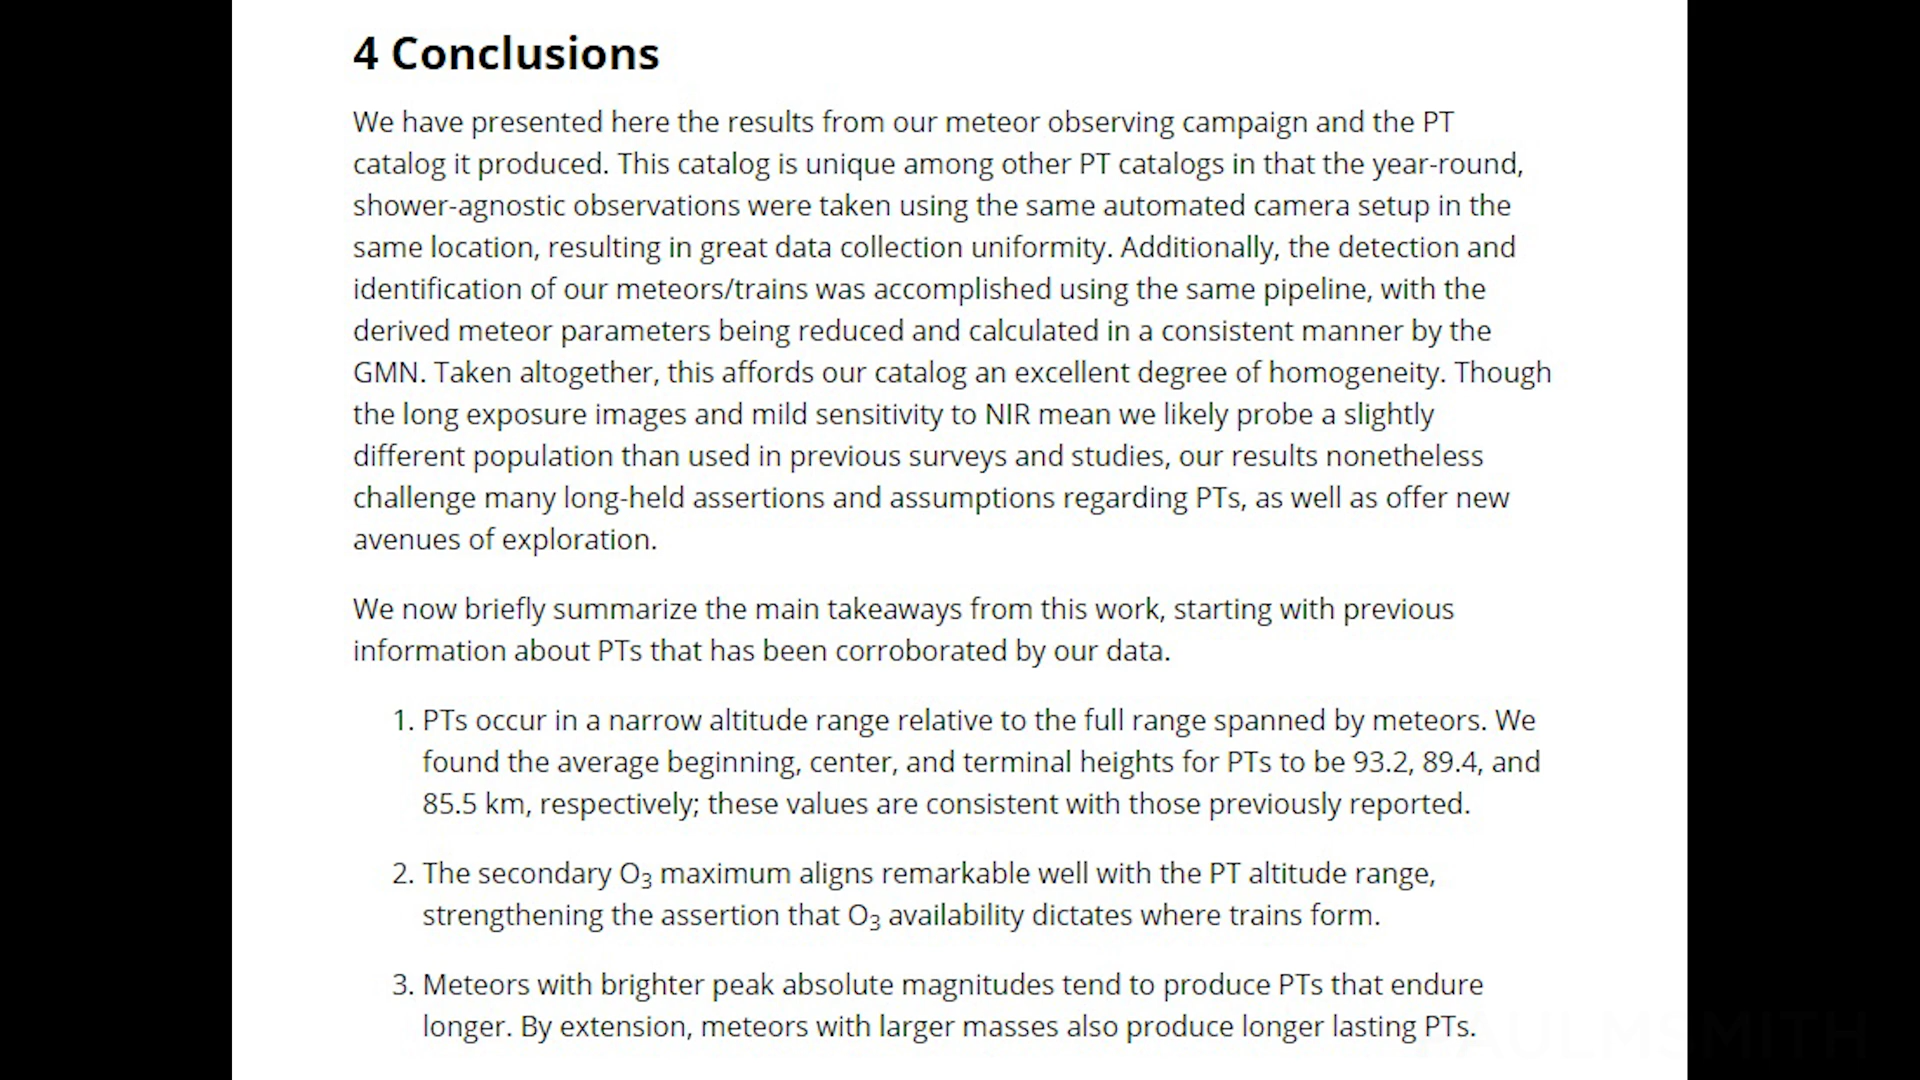 4 Conclusions
We have presented here the results from our meteor observing campaign and the PT
catalog it produced. This catalog is unique among other PT catalogs in that the year-round,
shower-agnostic observations were taken using the same automated camera setup in the
same location, resulting in great data collection uniformity. Additionally, the detection and
identification of our meteors/trains was accomplished using the same pipeline, with the
derived meteor parameters being reduced and calculated in a consistent manner by the
GMN. Taken altogether, this affords our catalog an excellent degree of homogeneity. Though
the long exposure images and mild sensitivity to NIR mean we likely probe a slightly
different population than used in previous surveys and studies, our results nonetheless
challenge many long-held assertions and assumptions regarding PTs, as well as offer new
avenues of exploration.
We now briefly summarize the main takeaways from this work, starting with previous
information about PTs that has been corroborated by our data.
1. PTs occur in a narrow altitude range relative to the full range spanned by meteors. We
found the average beginning, center, and terminal heights for PTs to be 93.2, 89.4, and
85.5 km, respectively; these values are consistent with those previously reported.
2. The secondary O₃ maximum aligns remarkable well with the PT altitude range,
strengthening the assertion that O₃ availability dictates where trains form.
3. Meteors with brighter peak absolute magnitudes tend to produce PTs that endure
longer. By extension, meteors with larger masses also produce longer lasting PTs.